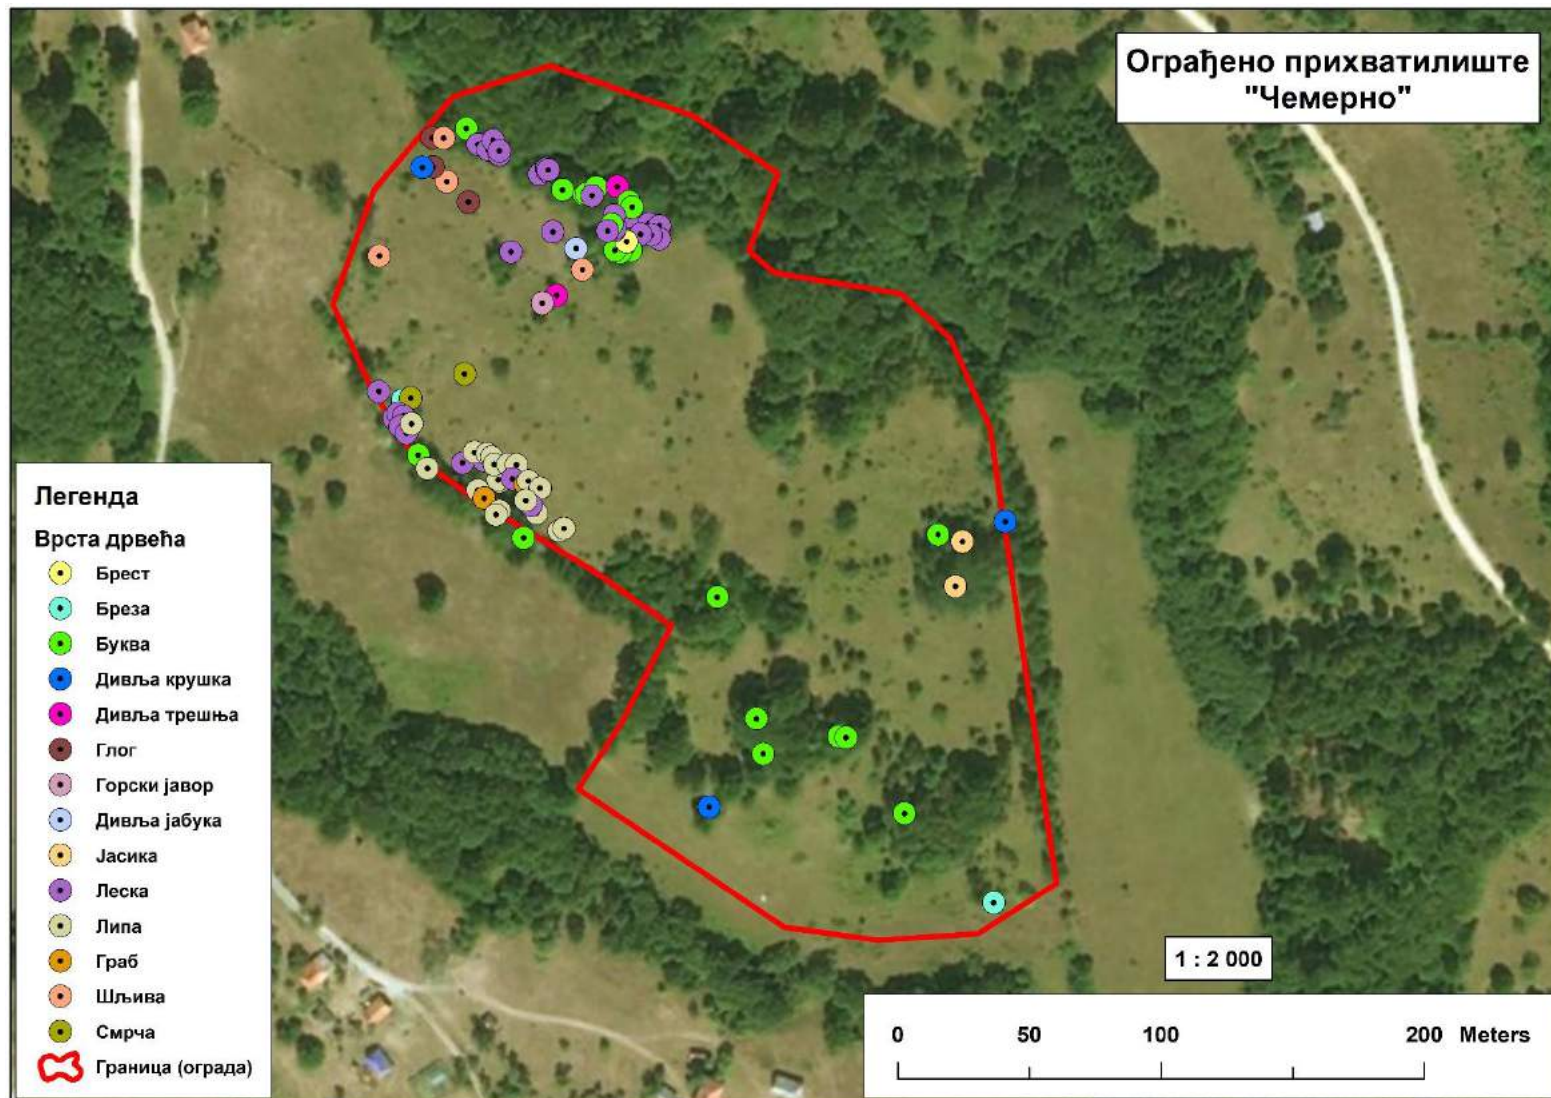 Ограђено прихватилиште
"Чемерно"
Легенда
Врста дрвећа
Брест
Бреза
Буква
Дивља крушка
Дивља трешња
Глог
Горски јавор
Дивља јабука
Јасика
Леска
Липа
Граб
Шљива
Смрча
Граница (ограда)
1 : 2 000
0 50 100 200 Meters